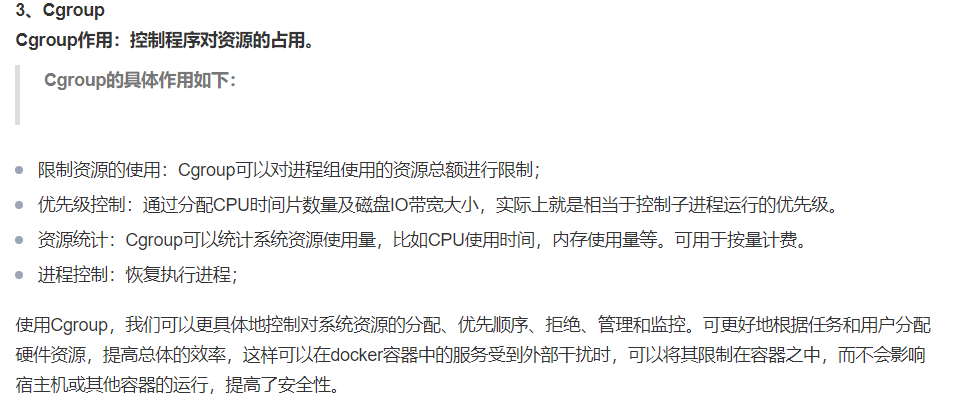 3、Cgroup
Cgroup作用：控制程序对资源的占用。
Cgroup的具体作用如下：
限制资源的使用：Cgroup可以对进程组使用的资源总额进行限制；
优先级控制：通过分配CPU时间片数量及磁盘IO带宽大小，实际上就是相当于控制子进程运行的优先级。
资源统计：Cgroup可以统计系统资源使用量，比如CPU使用时间，内存使用量等。可用于按量计费。
进程控制：恢复执行进程；
使用Cgroup，我们可以更具体地控制对系统资源的分配、优先顺序、拒绝、管理和监控。可更好地根据任务和用户分配
硬件资源，提高总体的效率，这样可以在docker容器中的服务受到外部干扰时，可以将其限制在容器之中，而不会影响
宿主机或其他容器的运行，提高了安全性。